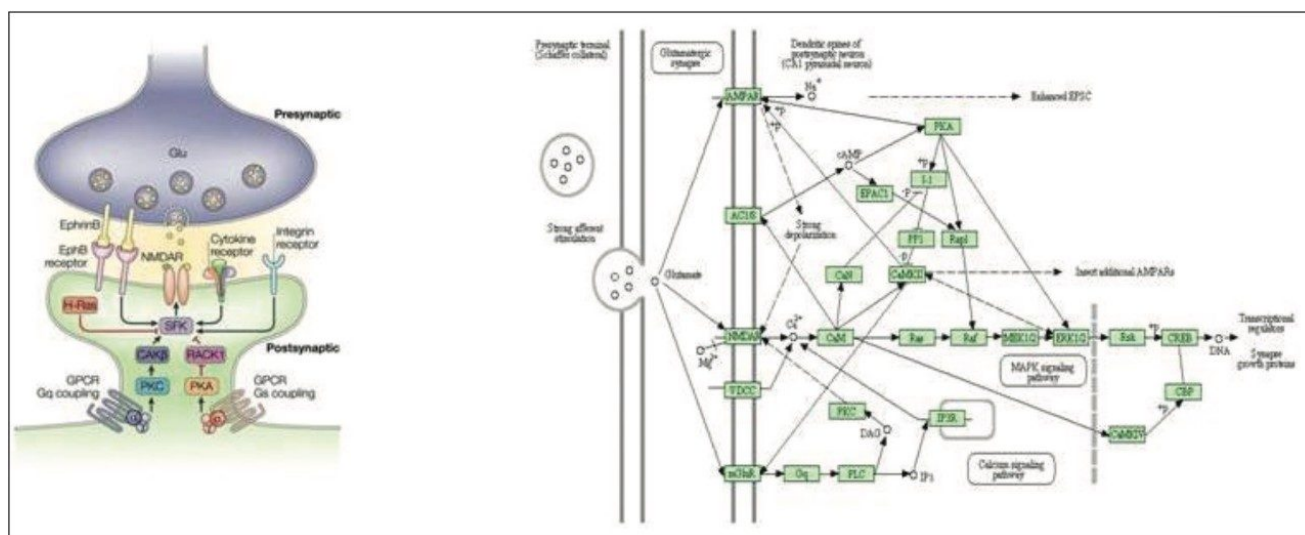 Presynaptic
Glu
EphrinB
EphB
receptor
NMDAR
Cytokine
receptor
Integrin
receptor
H-Ras
SFK
CAKβ
RACK1
Postsynaptic
GPCR
Gq coupling
PKC
PKA
GPCR
Gs coupling
Presynaptic terminal
(Schaffer collateral)
Glutamatergic
synapse
Dendritic spines of
postsynaptic neuron
(CA1 pyramidal neuron)
AMPAR
Na+
Enhanced EPSC
+P
+P
PKA
cAMP
+P
I-1
EPAC1
-P
AC1/8
Strong
depolarization
PP1
Rap1
Strong afferent
stimulation
-P
CaN
CaMKII
Insert additional AMPARs
Glutamate
NMDAR
Ca2+
CaM
Ras
Raf
MEK1/2
ERK1/2
Rsk
+P
CREB
DNA
Transcriptional
regulators
Synapse
growth proteins
Mg2+
MAPK signaling
pathway
VDCC
CBP
PKC
IP3R
+P
DAG
CaMKIV
mGluR
Gq
PLC
IP3
Calcium signaling
pathway